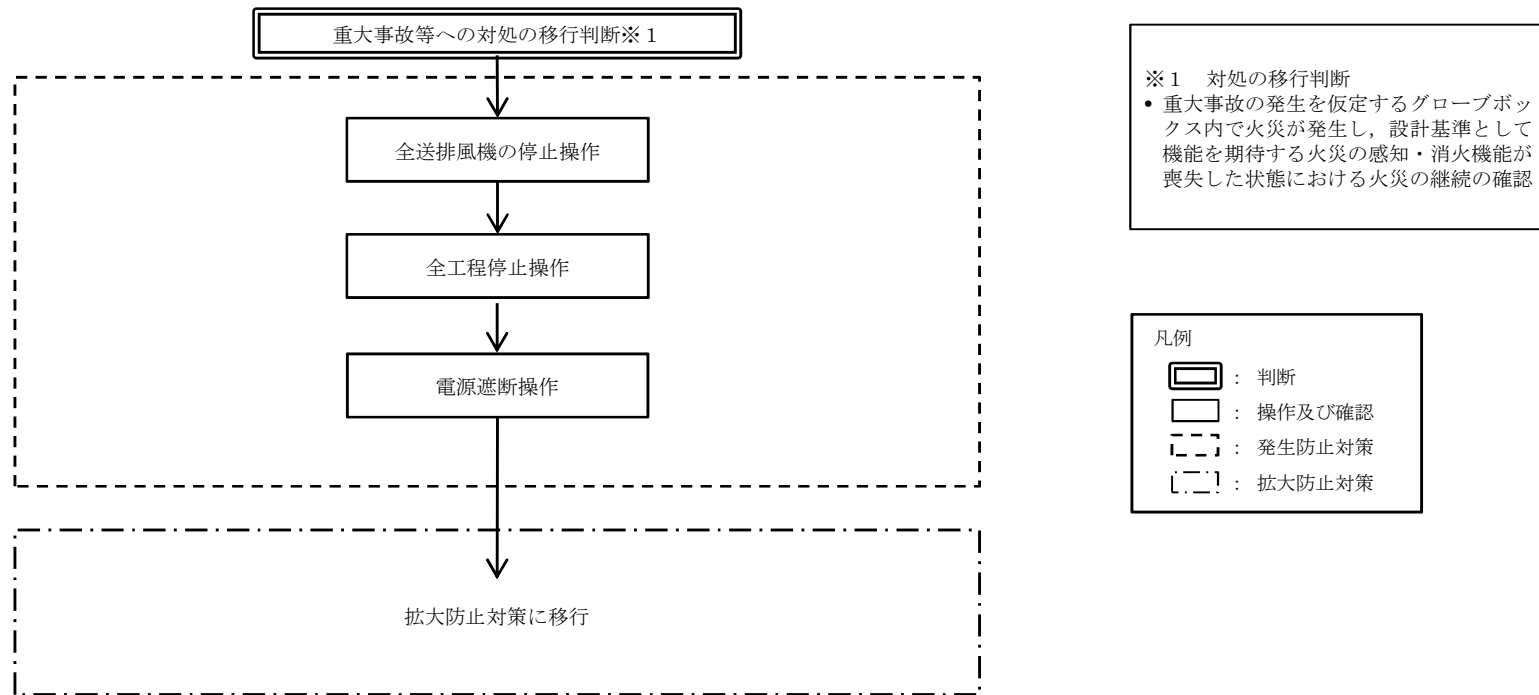 重大事故等への対処の移行判断※１
全送排風機の停止操作
全工程停止操作
電源遮断操作
拡大防止対策に移行
※１　対処の移行判断
• 重大事故の発生を仮定するグローブボッ
クス内で火災が発生し，設計基準として
機能を期待する火災の感知・消火機能が
喪失した状態における火災の継続の確認
凡例
： 判断
： 操作及び確認
： 発生防止対策
： 拡大防止対策